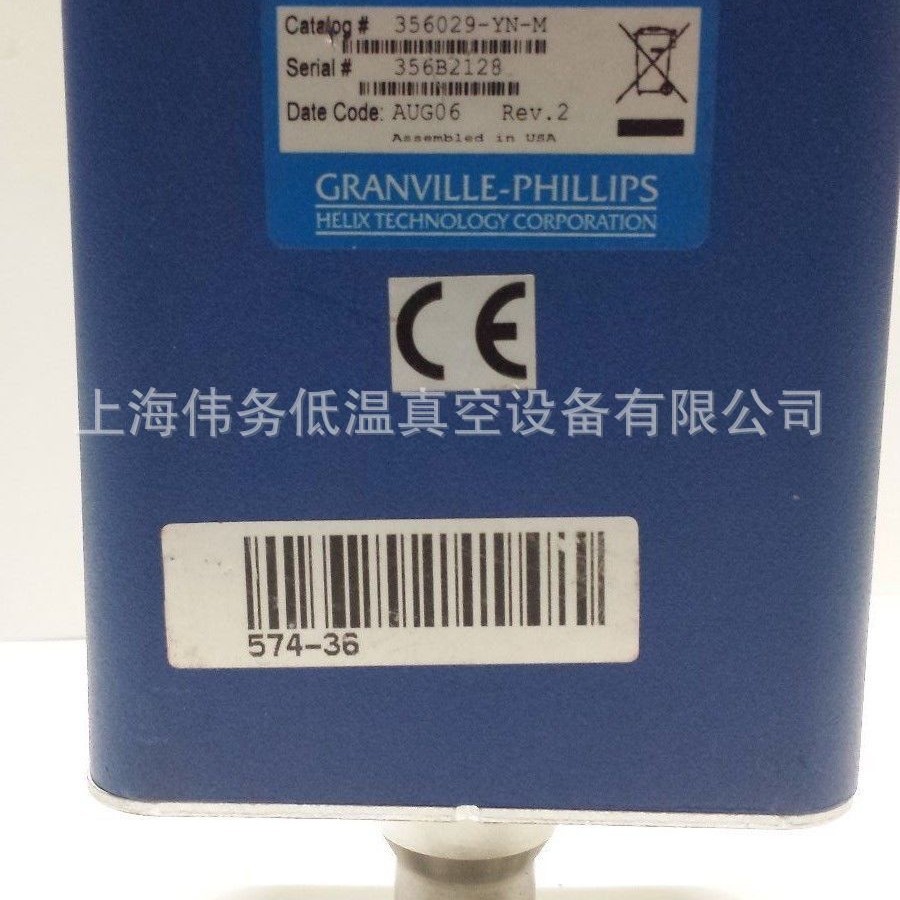 Catalog # 356029-YN-M
Serial # 356B2128
Date Code: AUG06 Rev.2
Assembled in USA
GRANVILLE-PHILLIPS
HELIX TECHNOLOGY CORPORATION
CE
上海伟务低温真空设备有限公司
574-36